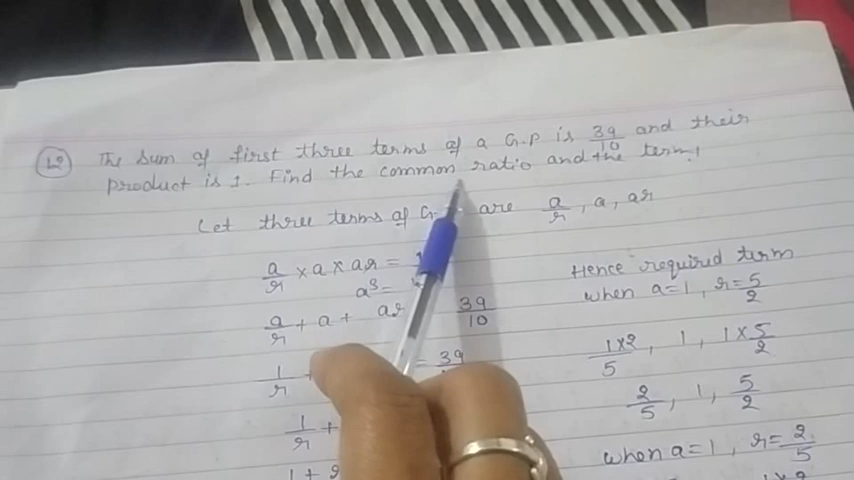 12 The sum of first three terms of a G.P is 39/10 and their
product is 1. Find the common ratio and the term!
Let three terms of G. are a/r, a, ar
a/r × a × ar =
a³ =
a/r + a + ar 39/10
1/r + = 39
1/r +
1 +
Hence required term
when a=1, r=5/2
1×2/5, 1, 1×5/2
2/5, 1, 5/2
when a=1, r=2/5